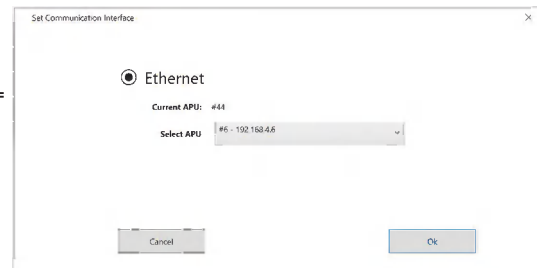 Set Communication Interface
Ethernet
Current APU: #44
Select APU #6 - 192.168.4.6
Cancel Ok